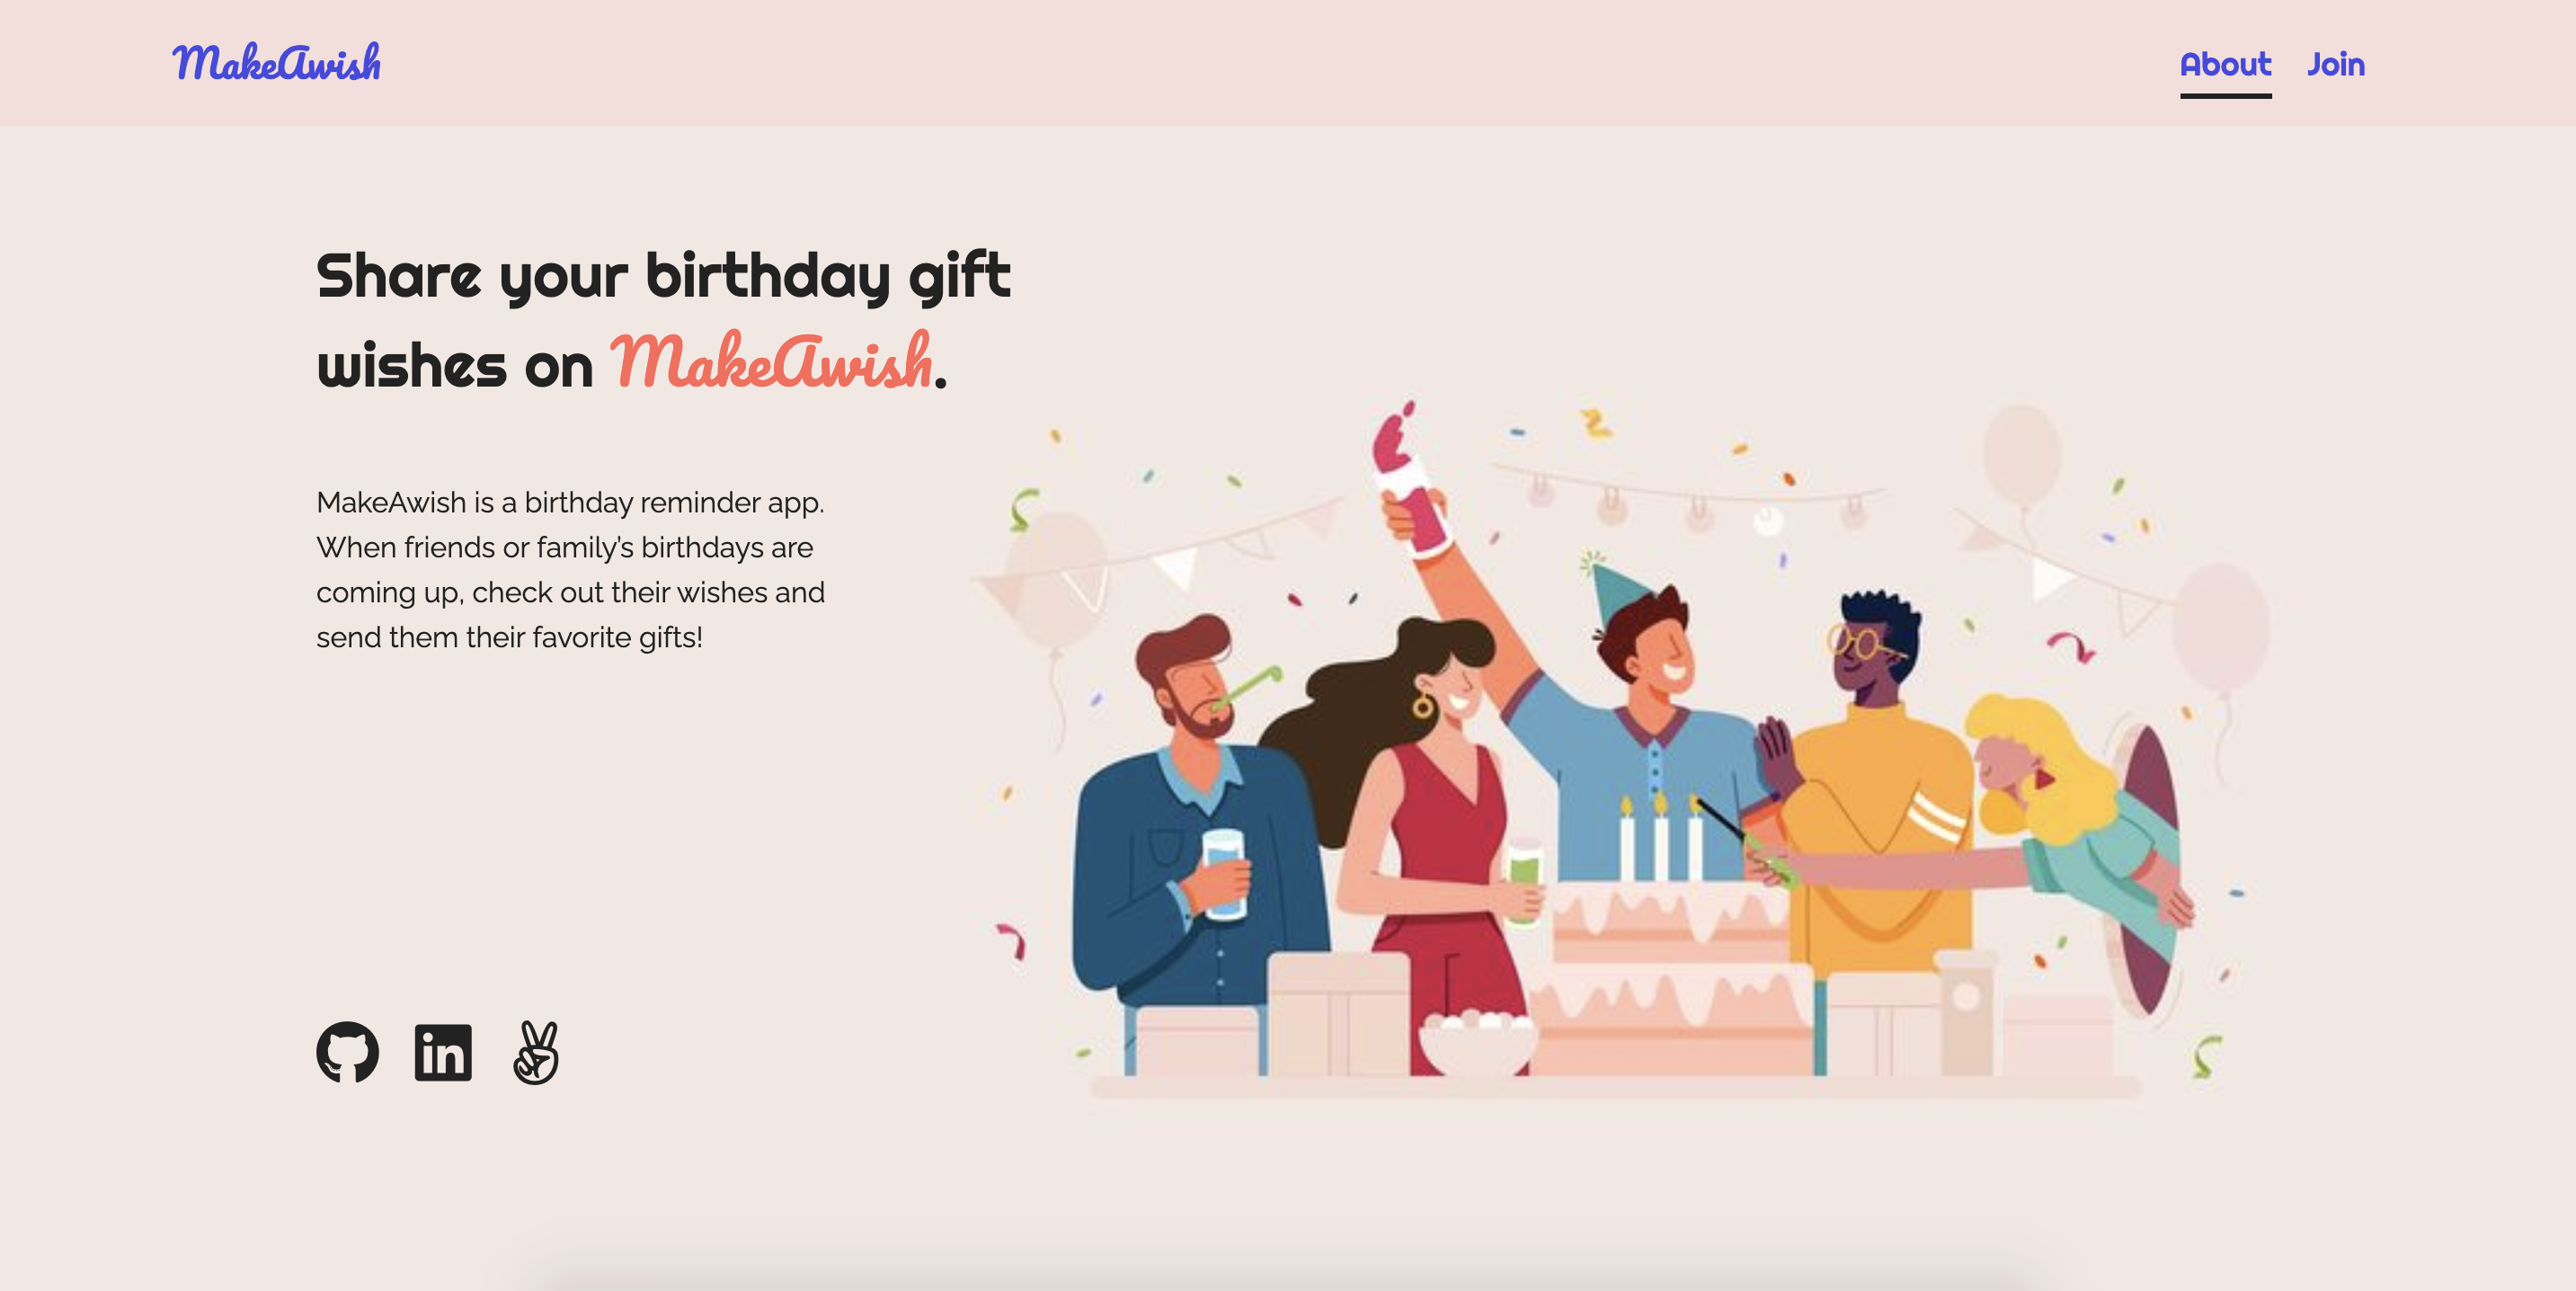 MakeAwish
About Join
Share your birthday gift
wishes on MakeAwish.
MakeAwish is a birthday reminder app.
When friends or family's birthdays are
coming up, check out their wishes and
send them their favorite gifts!
in